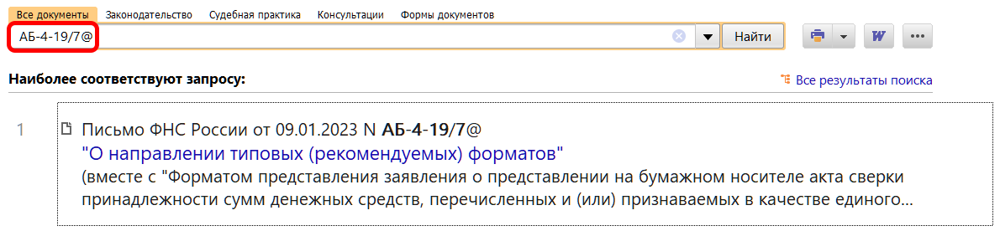 Все документы Законодательство Судебная практика Консультации Формы документов
АБ-4-19/7@ Найти W
Наиболее соответствуют запросу: Все результаты поиска
1 Письмо ФНС России от 09.01.2023 N АБ-4-19/7@
"О направлении типовых (рекомендуемых) форматов"
(вместе с "Форматом представления заявления о представлении на бумажном носителе акта сверки
принадлежности сумм денежных средств, перечисленных и (или) признаваемых в качестве единого...